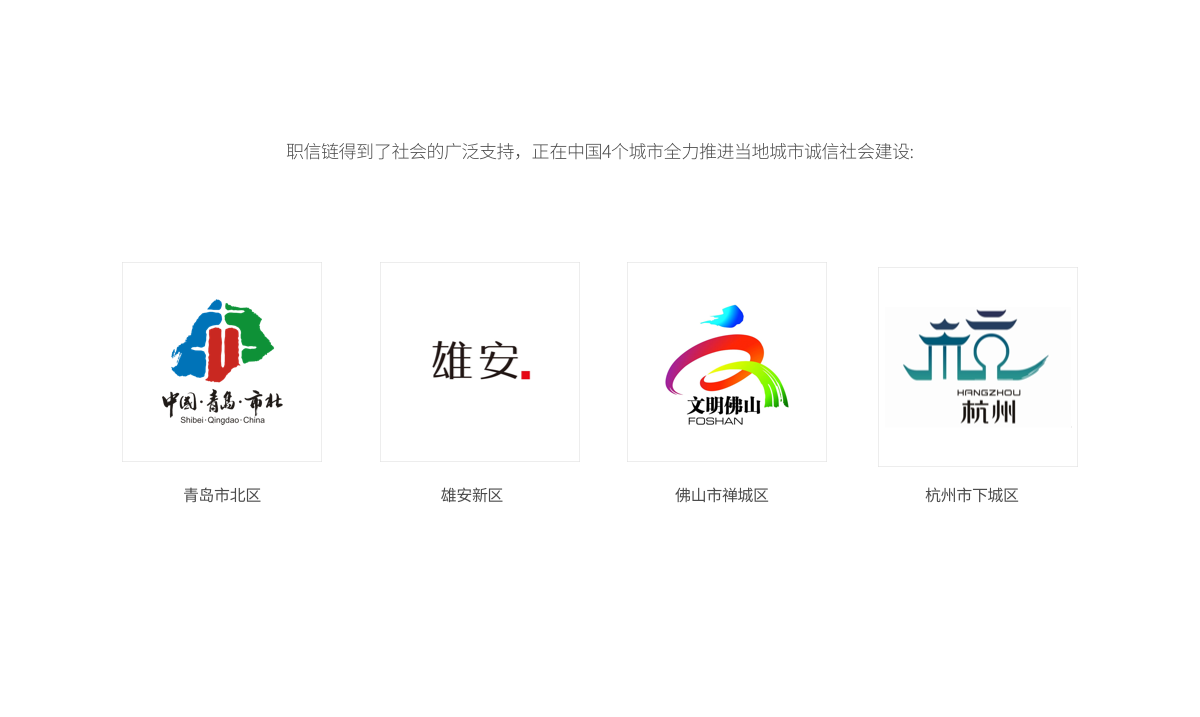 职信链得到了社会的广泛支持，正在中国4个城市全力推进当地城市诚信社会建设:
中国·青岛·市北
Shibei·Qingdao·China
青岛市北区
雄安
雄安新区
文明佛山
FOSHAN
佛山市禅城区
HANGZHOU
杭州
杭州市下城区